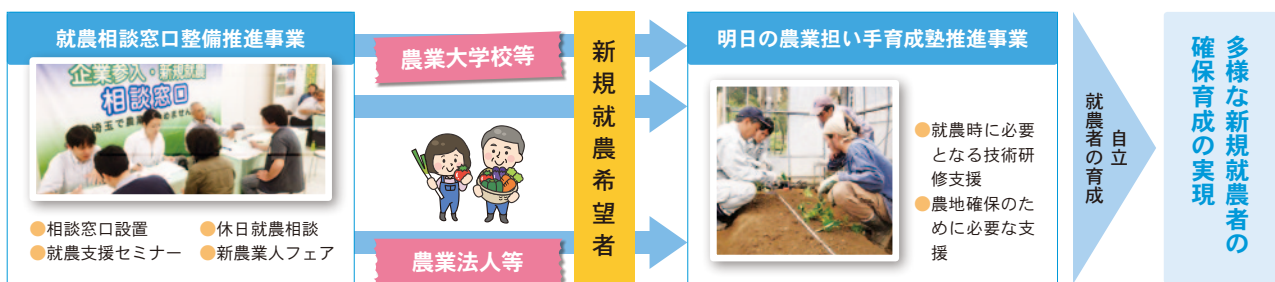 就農相談窓口整備推進事業
企業参入・新規就農
相談窓口
埼玉で農業
●相談窓口設置
●休日就農相談
●就農支援セミナー
●新農業人フェア
農業大学校等
農業法人等
新規就農希望者
明日の農業担い手育成塾推進事業
●就農時に必要
となる技術研
修支援
●農地確保のた
めに必要な支
援
自立
就農者の育成
多様な新規就農者の
確保育成の実現